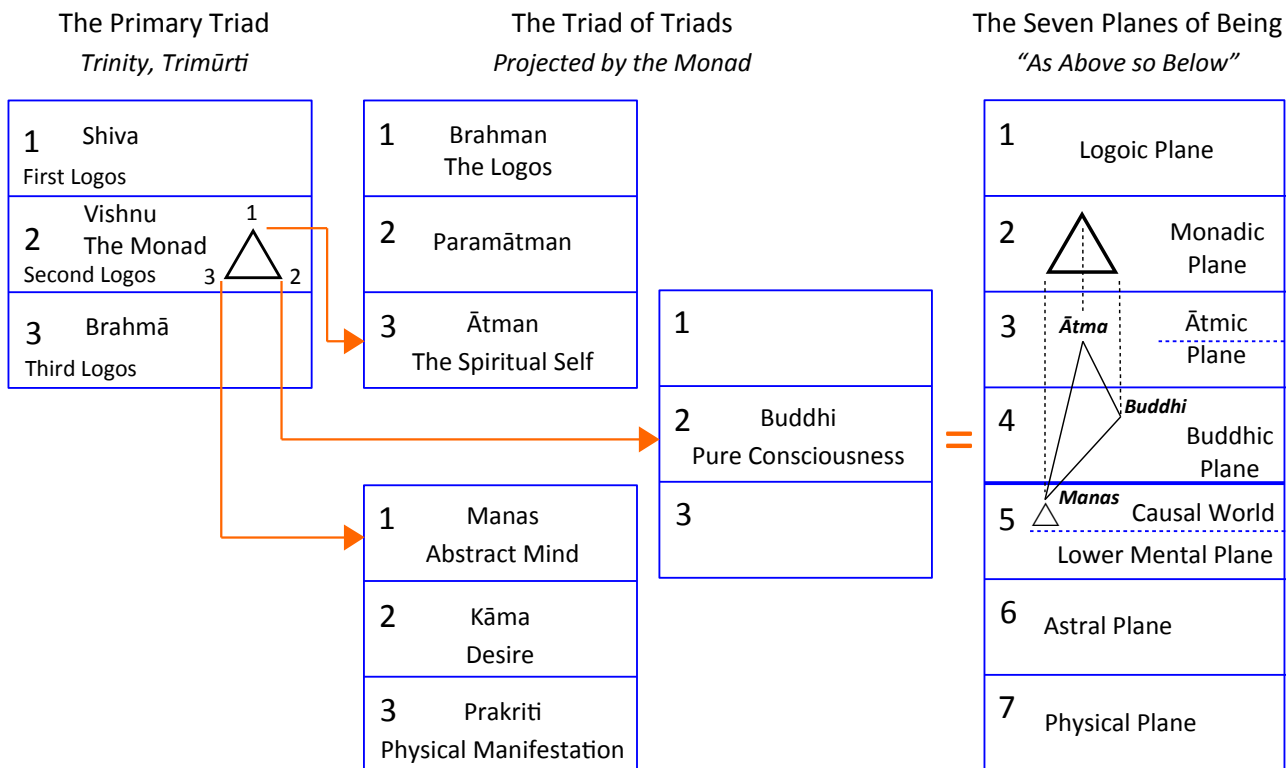 The Primary Triad
Trinity, Trimūrti
1
Shiva
First Logos
2
Vishnu
The Monad
Second Logos
1
3
2
3
Brahmā
Third Logos
The Triad of Triads
Projected by the Monad
1
Brahman
The Logos
2
Paramātman
3
Ātman
The Spiritual Self
1
2
Buddhi
Pure Consciousness
3
1
Manas
Abstract Mind
2
Kāma
Desire
3
Prakriti
Physical Manifestation
=
The Seven Planes of Being
“As Above so Below”
1
Logoic Plane
2
Monadic
Plane
3
Ātma
Ātmic
Plane
4
Buddhi
Buddhic
Plane
5
Manas
Causal World
Lower Mental Plane
6
Astral Plane
7
Physical Plane